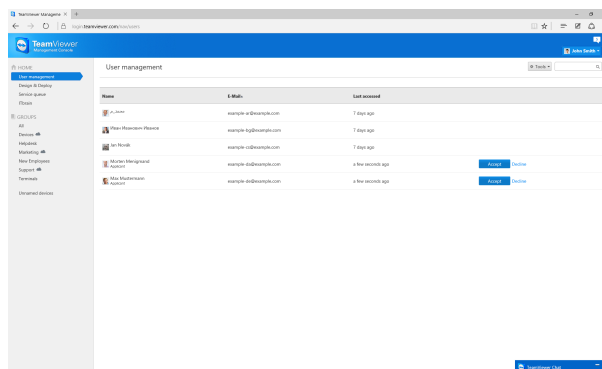 TeamViewer Manageme
login.teamviewer.com/nav/users
TeamViewer
Management Console
John Smith
HOME
User management
Design & Deploy
Service queue
ITbrain
GROUPS
All
Devices
Helpdesk
Marketing
New Employees
Support
Terminals
Unnamed devices
User management
Tools
Name E-Mail Last accessed
example-ar@example.com 7 days ago
Иван Иванович Иванов example-bg@example.com 7 days ago
Jan Novák example-cs@example.com 7 days ago
Morten Menigmand example-da@example.com a few seconds ago Accept Decline
Applicant
Max Mustermann example-de@example.com a few seconds ago Accept Decline
Applicant
TeamViewer Chat